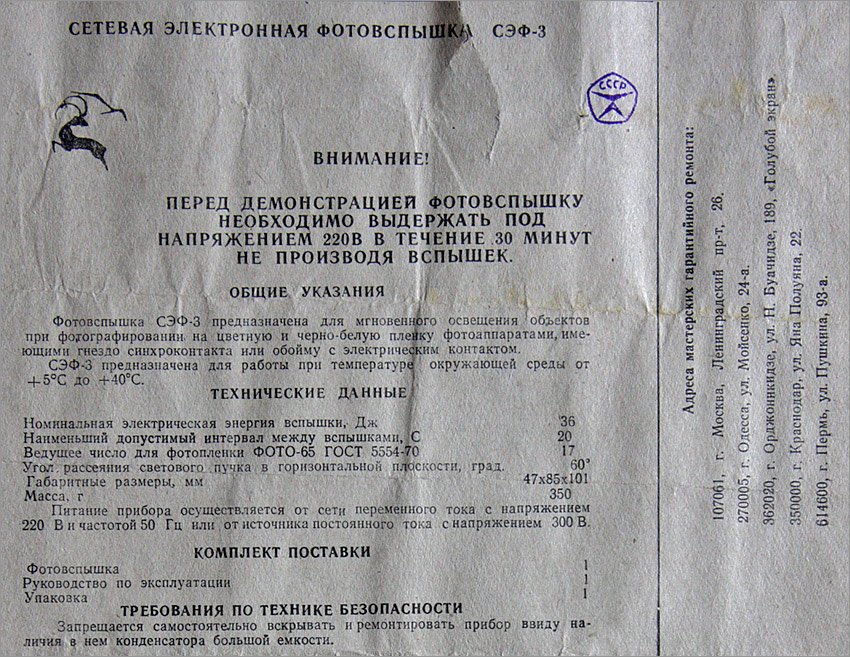 СЕТЕВАЯ ЭЛЕКТРОННАЯ ФОТОВСПЫШКА СЭФ-3
СССР
ВНИМАНИЕ!
ПЕРЕД ДЕМОНСТРАЦИЕЙ ФОТОВСПЫШКУ
НЕОБХОДИМО ВЫДЕРЖАТЬ ПОД
НАПРЯЖЕНИЕМ 220В В ТЕЧЕНИЕ 30 МИНУТ
НЕ ПРОИЗВОДЯ ВСПЫШЕК.
ОБЩИЕ УКАЗАНИЯ
Фотовспышка СЭФ-3 предназначена для мгновенного освещения объектов
при фотографировании на цветную и черно-белую пленку фотоаппаратами, име-
ющими гнездо синхроконтакта или обойму с электрическим контактом.
СЭФ-3 предназначена для работы при температуре окружающей среды от
+5°С до +40°С.
ТЕХНИЧЕСКИЕ ДАННЫЕ
Номинальная электрическая энергия вспышки, Дж 36
Наименьший допустимый интервал между вспышками, С 20
Ведущее число для фотопленки ФОТО-65 ГОСТ 5554-70 17
Угол рассеяния светового пучка в горизонтальной плоскости, град. 60°
Габаритные размеры, мм 47х85х101
Масса, г 350
Питание прибора осуществляется от сети переменного тока с напряжением
220 В и частотой 50 Гц или от источника постоянного тока с напряжением 300 В.
КОМПЛЕКТ ПОСТАВКИ
Фотовспышка 1
Руководство по эксплуатации 1
Упаковка 1
ТРЕБОВАНИЯ ПО ТЕХНИКЕ БЕЗОПАСНОСТИ
Запрещается самостоятельно вскрывать и ремонтировать прибор ввиду на-
личия в нем конденсатора большой емкости.
Адреса мастерских гарантийного ремонта:
107061, г. Москва, Ленинградский пр-т, 26.
270005, г. Одесса, ул. Мойсенко, 24-а.
362020, г. Орджоникидзе, ул. Н. Буачидзе, 189, «Голубой экран»
350000, г. Краснодар, ул. Яна Полуяна, 22.
614600, г. Пермь, ул. Пушкина, 93-а.